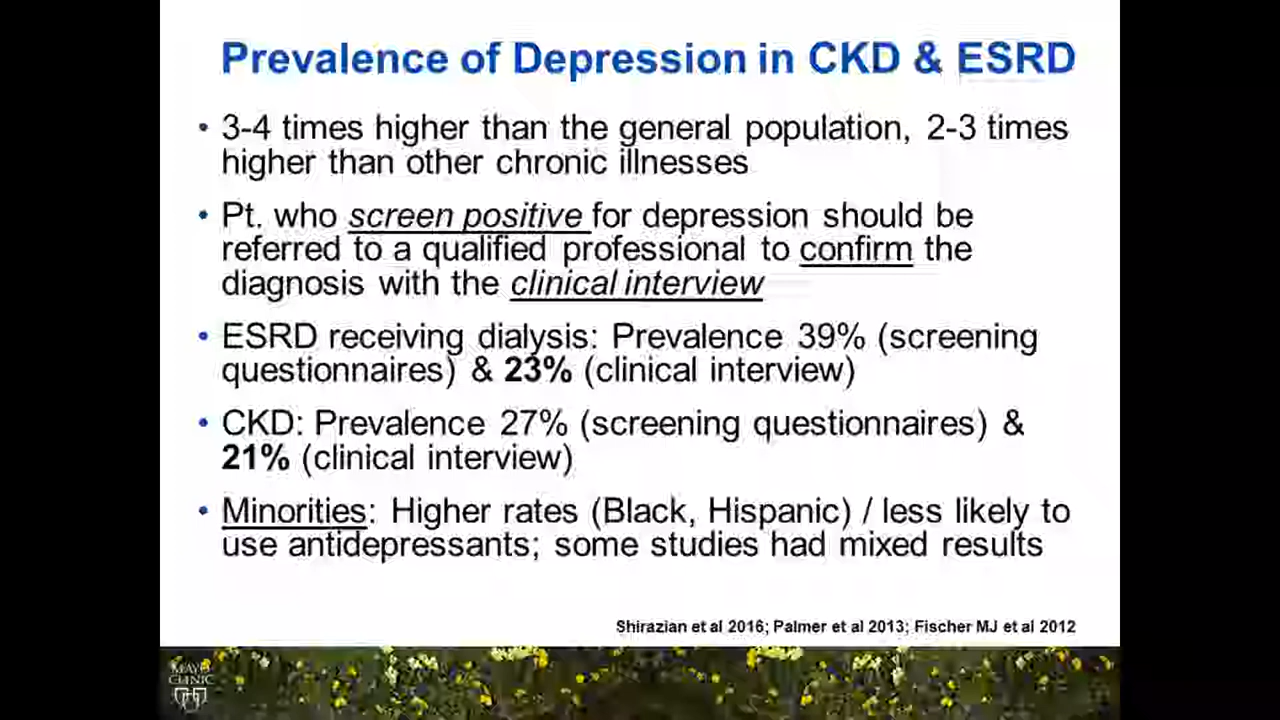 Prevalence of Depression in CKD & ESRD
• 3-4 times higher than the general population, 2-3 times
higher than other chronic illnesses
• Pt. who screen positive for depression should be
referred to a qualified professional to confirm the
diagnosis with the clinical interview
• ESRD receiving dialysis: Prevalence 39% (screening
questionnaires) & 23% (clinical interview)
• CKD: Prevalence 27% (screening questionnaires) &
21% (clinical interview)
• Minorities: Higher rates (Black, Hispanic) / less likely to
use antidepressants; some studies had mixed results
Shirazian et al 2016; Palmer et al 2013; Fischer MJ et al 2012
MAYO
CLINIC